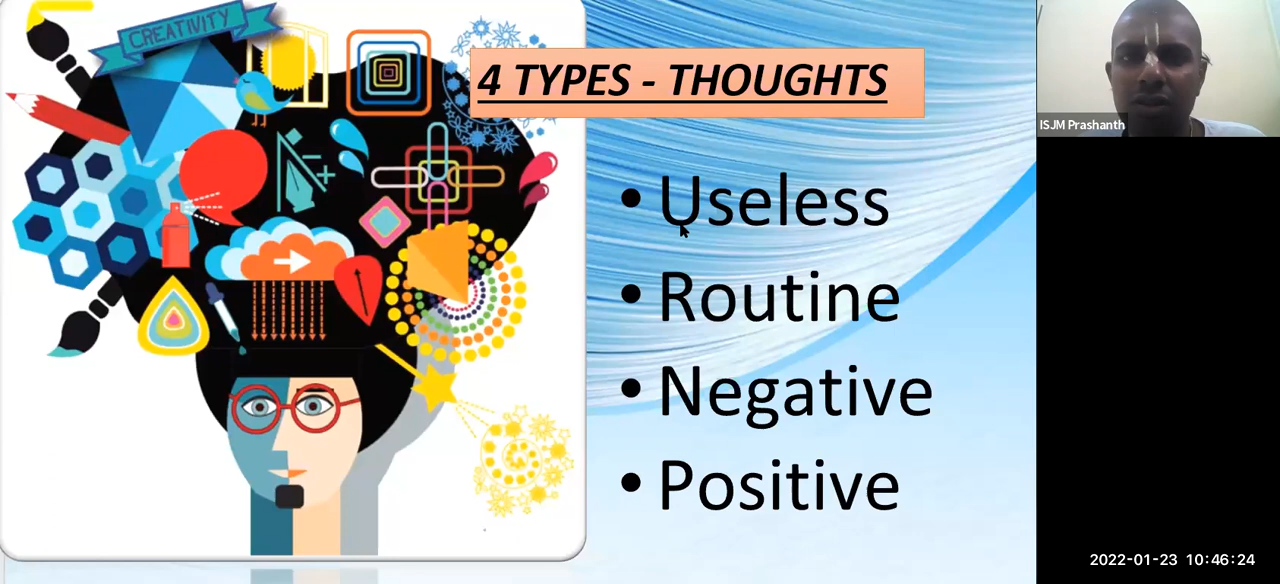 CREATIVITY
4 TYPES - THOUGHTS
• Useless
• Routine
• Negative
• Positive
ISJM Prashanth
2022-01-23 10:46:24